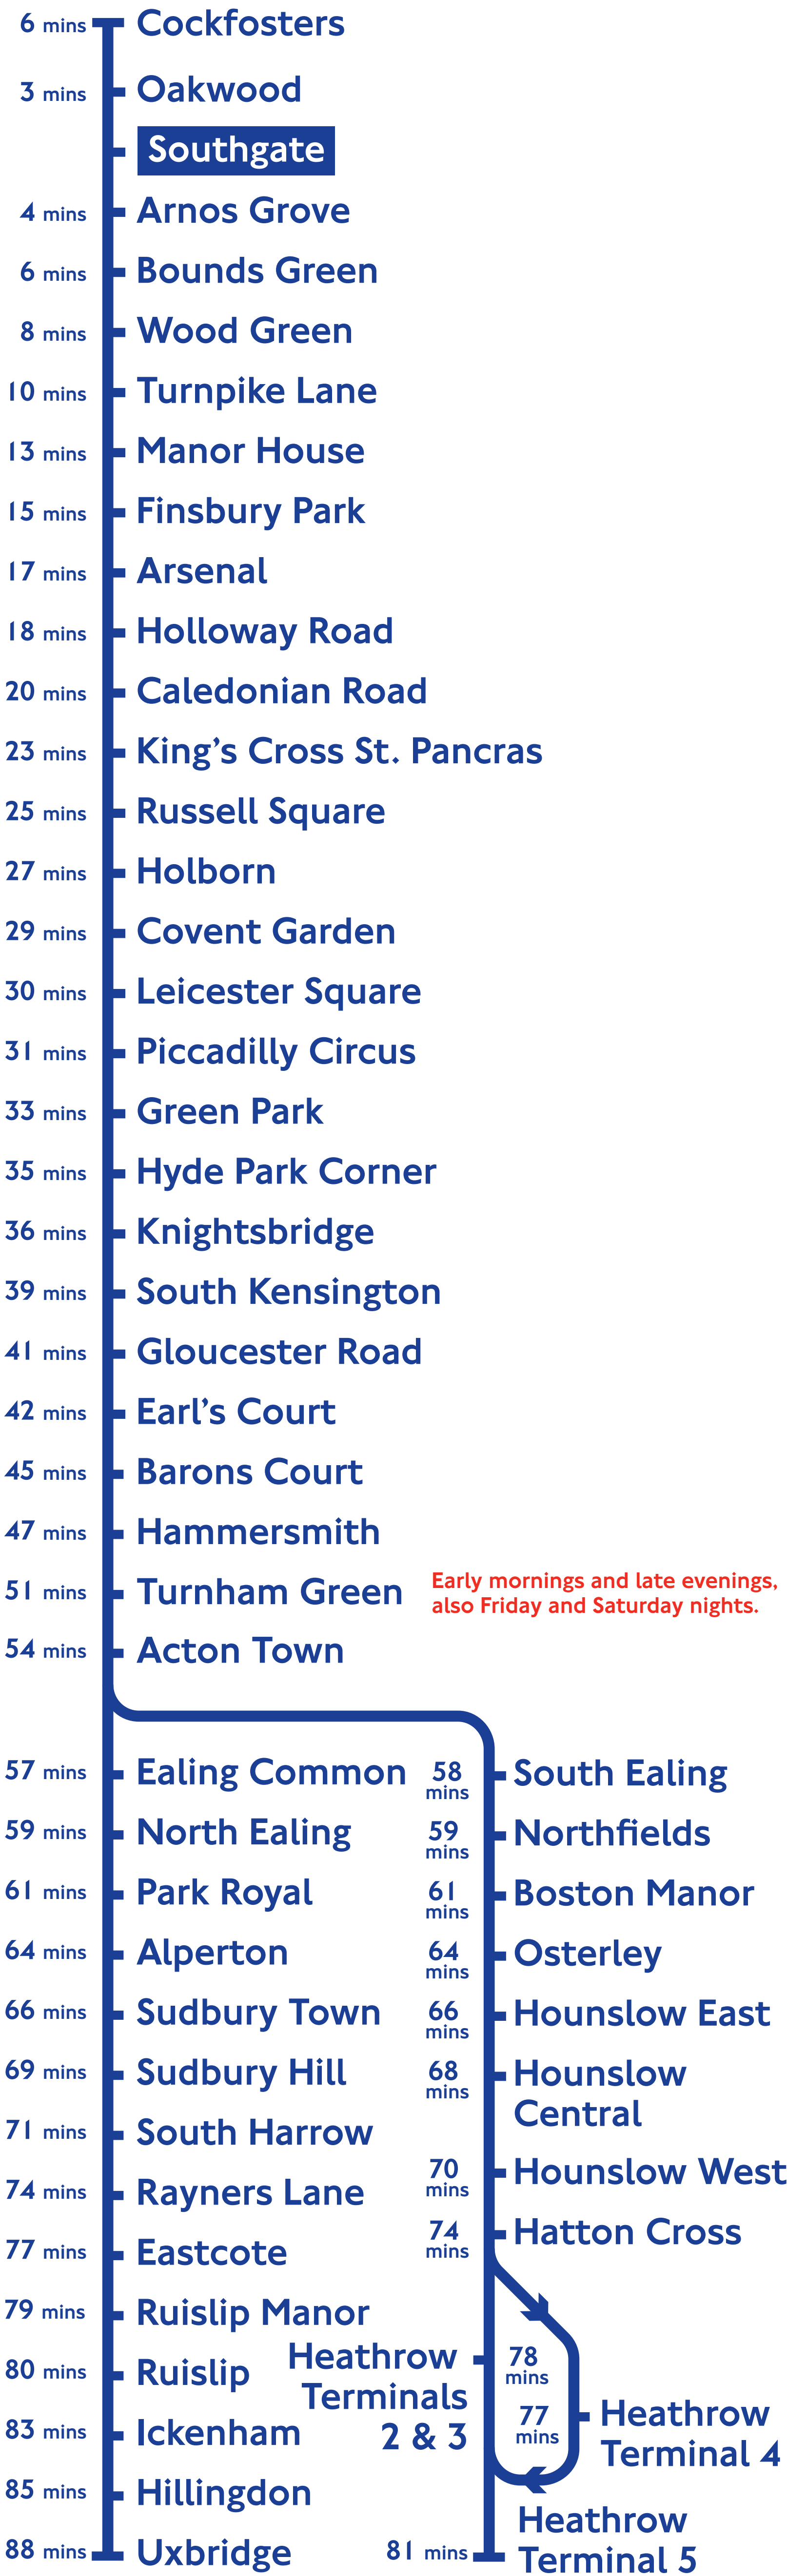 6 mins Cockfosters
3 mins Oakwood
Southgate
4 mins Arnos Grove
6 mins Bounds Green
8 mins Wood Green
10 mins Turnpike Lane
13 mins Manor House
15 mins Finsbury Park
17 mins Arsenal
18 mins Holloway Road
20 mins Caledonian Road
23 mins King’s Cross St. Pancras
25 mins Russell Square
27 mins Holborn
29 mins Covent Garden
30 mins Leicester Square
31 mins Piccadilly Circus
33 mins Green Park
35 mins Hyde Park Corner
36 mins Knightsbridge
39 mins South Kensington
41 mins Gloucester Road
42 mins Earl’s Court
45 mins Barons Court
47 mins Hammersmith
51 mins Turnham Green
Early mornings and late evenings,
also Friday and Saturday nights.
54 mins Acton Town
57 mins Ealing Common
59 mins North Ealing
61 mins Park Royal
64 mins Alperton
66 mins Sudbury Town
69 mins Sudbury Hill
71 mins South Harrow
74 mins Rayners Lane
77 mins Eastcote
79 mins Ruislip Manor
80 mins Ruislip
83 mins Ickenham
85 mins Hillingdon
88 mins Uxbridge
58
mins
South Ealing
59
mins
Northfields
61
mins
Boston Manor
64
mins
Osterley
66
mins
Hounslow East
68
mins
Hounslow
Central
70
mins
Hounslow West
74
mins
Hatton Cross
Heathrow
Terminals
2 & 3
78
mins
77
mins
Heathrow
Terminal 4
81 mins
Heathrow
Terminal 5